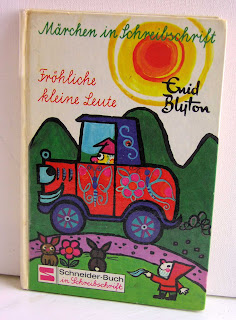 Märchen in Schreibschrift
Fröhliche
kleine Leute
Enid
Blyton
Schneider-Buch
in Schreibschrift